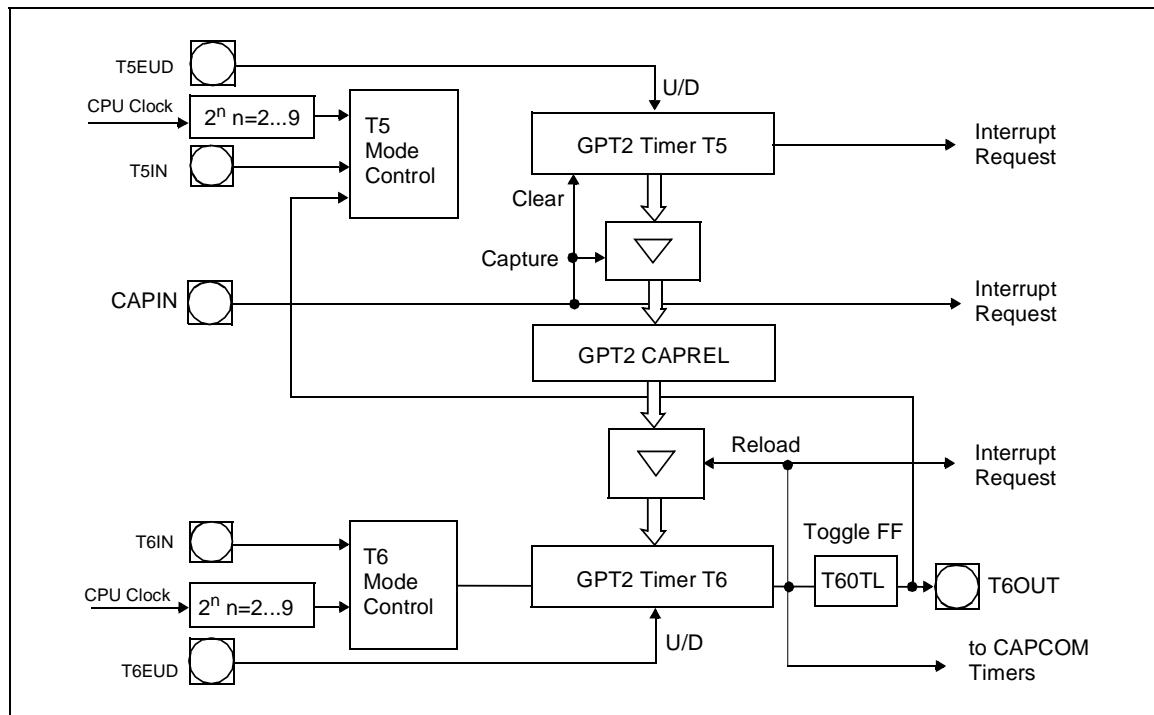 T5EUD
U/D
CPU Clock
2n n=2...9
T5
Mode
Control
GPT2 Timer T5
Interrupt
Request
T5IN
Clear
Capture
CAPIN
Interrupt
Request
GPT2 CAPREL
Reload
Interrupt
Request
T6IN
T6
Mode
Control
Toggle FF
GPT2 Timer T6
T60TL
T6OUT
CPU Clock
2n n=2...9
U/D
T6EUD
to CAPCOM
Timers